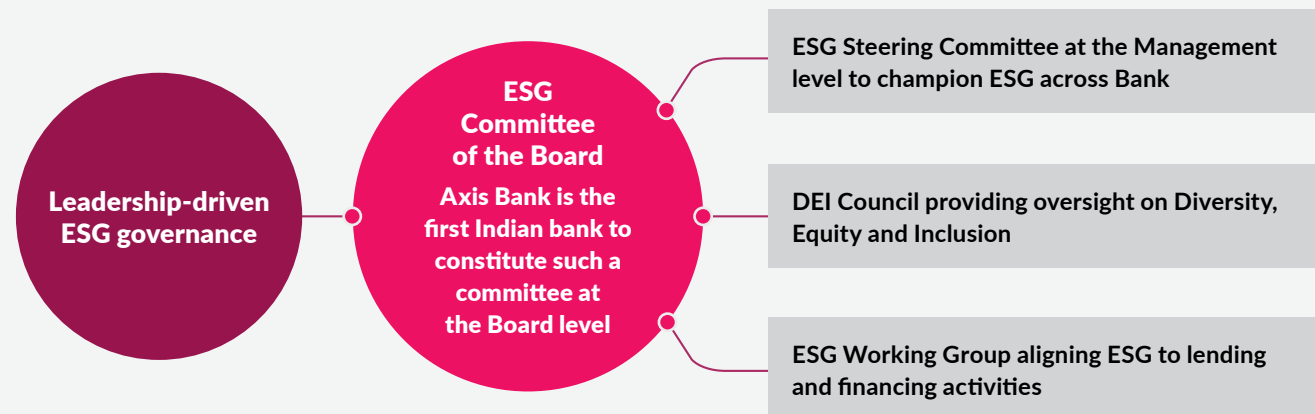 Leadership-driven
ESG governance
ESG
Committee
of the Board
Axis Bank is the
first Indian bank to
constitute such a
committee at
the Board level
ESG Steering Committee at the Management
level to champion ESG across Bank
DEI Council providing oversight on Diversity,
Equity and Inclusion
ESG Working Group aligning ESG to lending
and financing activities